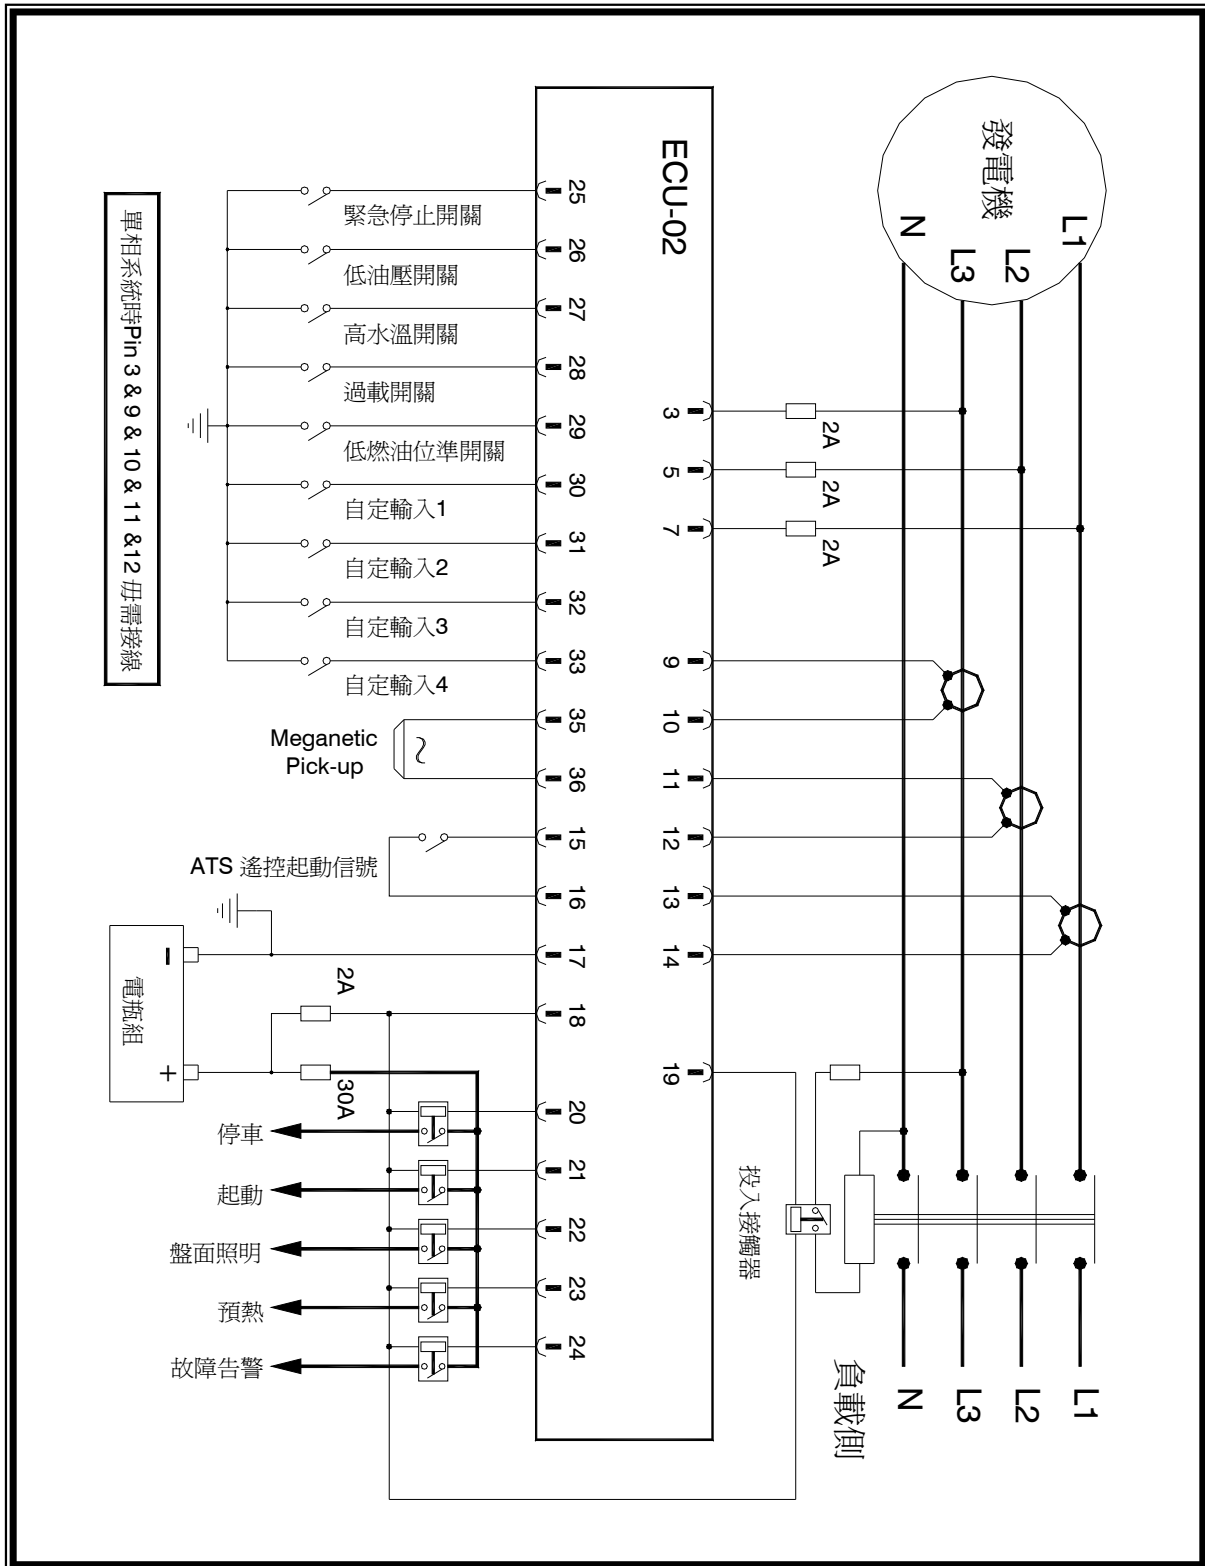 ECU-02
發電機
N
L3
L2
L1
25
緊急停止開關
26
低油壓開關
27
高水溫開關
28
過載開關
29
低燃油位準開關
30
自定輸入1
31
自定輸入2
32
自定輸入3
33
自定輸入4
35
Meganetic
Pick-up
36
15
ATS 遙控起動信號
16
17
18
2A
30A
電瓶組
-
+
20
停車
21
起動
22
盤面照明
23
預熱
24
故障告警
3
2A
5
2A
7
2A
9
10
11
12
13
14
19
投入接觸器
負載側
N
L3
L2
L1
單相系統時Pin 3 & 9 & 10 & 11 &12 毋需接線